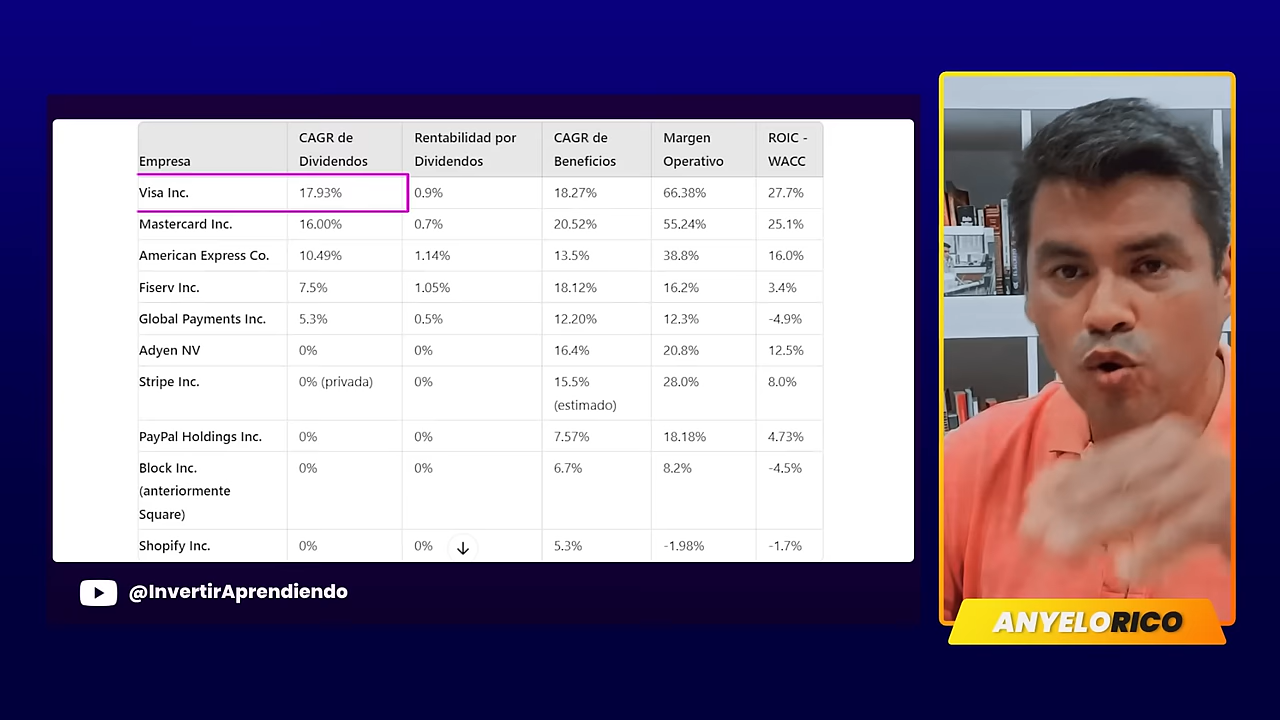 Empresa CAGR de Dividendos Rentabilidad por Dividendos CAGR de Beneficios Margen Operativo ROIC - WACC
Visa Inc. 17.93% 0.9% 18.27% 66.38% 27.7%
Mastercard Inc. 16.00% 0.7% 20.52% 55.24% 25.1%
American Express Co. 10.49% 1.14% 13.5% 38.8% 16.0%
Fiserv Inc. 7.5% 1.05% 18.12% 16.2% 3.4%
Global Payments Inc. 5.3% 0.5% 12.20% 12.3% -4.9%
Adyen NV 0% 0% 16.4% 20.8% 12.5%
Stripe Inc. 0% (privada) 0% 15.5% (estimado) 28.0% 8.0%
PayPal Holdings Inc. 0% 0% 7.57% 18.18% 4.73%
Block Inc. (anteriormente Square) 0% 0% 6.7% 8.2% -4.5%
Shopify Inc. 0% 0% 5.3% -1.98% -1.7%
@InvertirAprendiendo
ANYELORICO